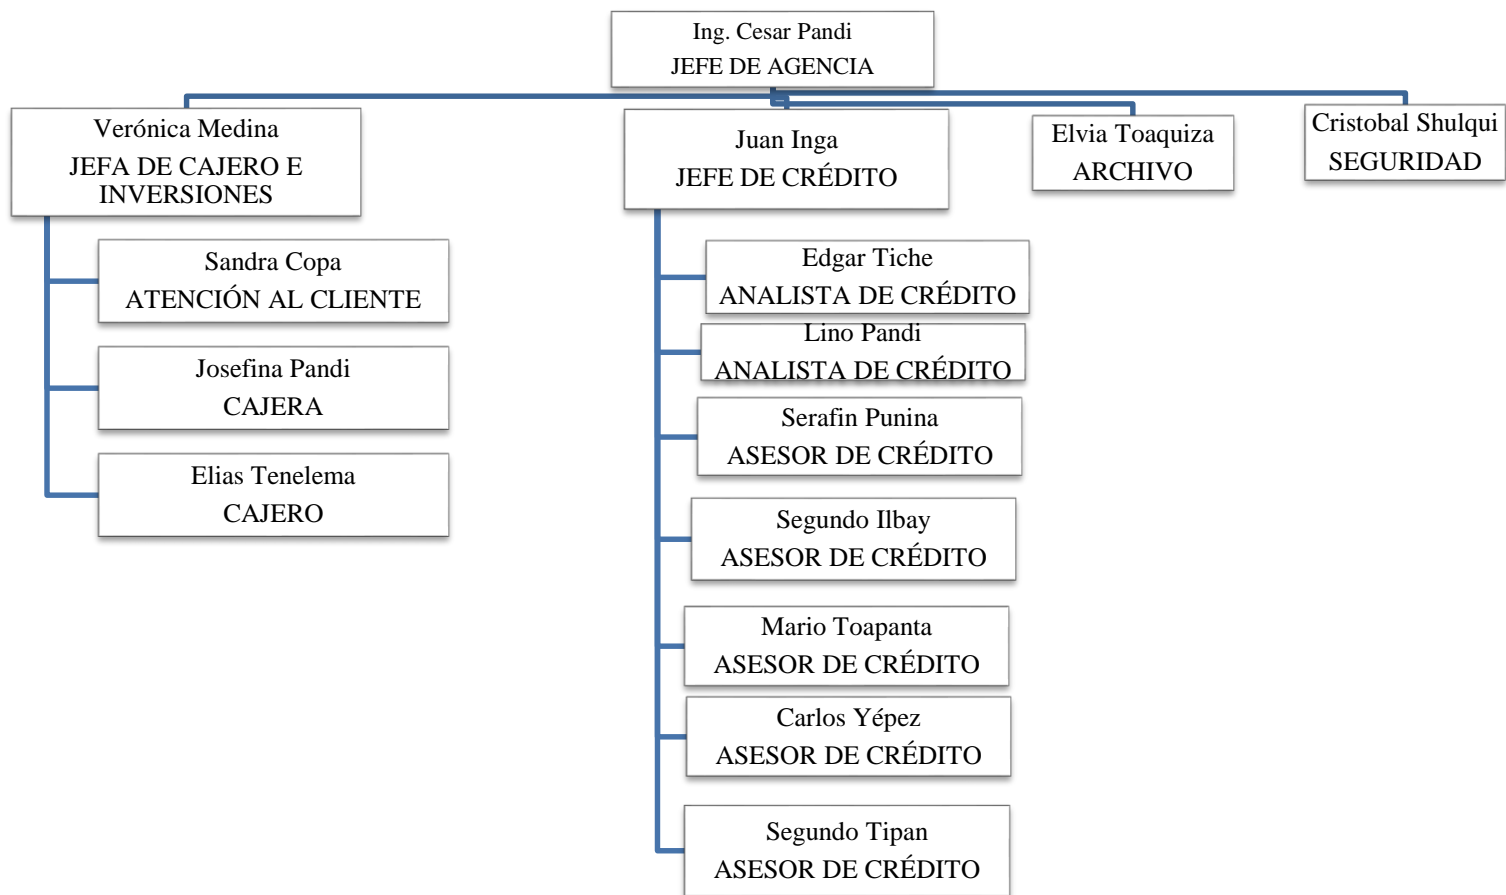 Ing. Cesar Pandi
JEFE DE AGENCIA
Verónica Medina
JEFA DE CAJERO E
INVERSIONES
Juan Inga
JEFE DE CRÉDITO
Elvia Toaquiza
ARCHIVO
Cristobal Shulqui
SEGURIDAD
Sandra Copa
ATENCIÓN AL CLIENTE
Josefina Pandi
CAJERA
Elias Tenelema
CAJERO
Edgar Tiche
ANALISTA DE CRÉDITO
Lino Pandi
ANALISTA DE CRÉDITO
Serafin Punina
ASESOR DE CRÉDITO
Segundo Ilbay
ASESOR DE CRÉDITO
Mario Toapanta
ASESOR DE CRÉDITO
Carlos Yépez
ASESOR DE CRÉDITO
Segundo Tipan
ASESOR DE CRÉDITO